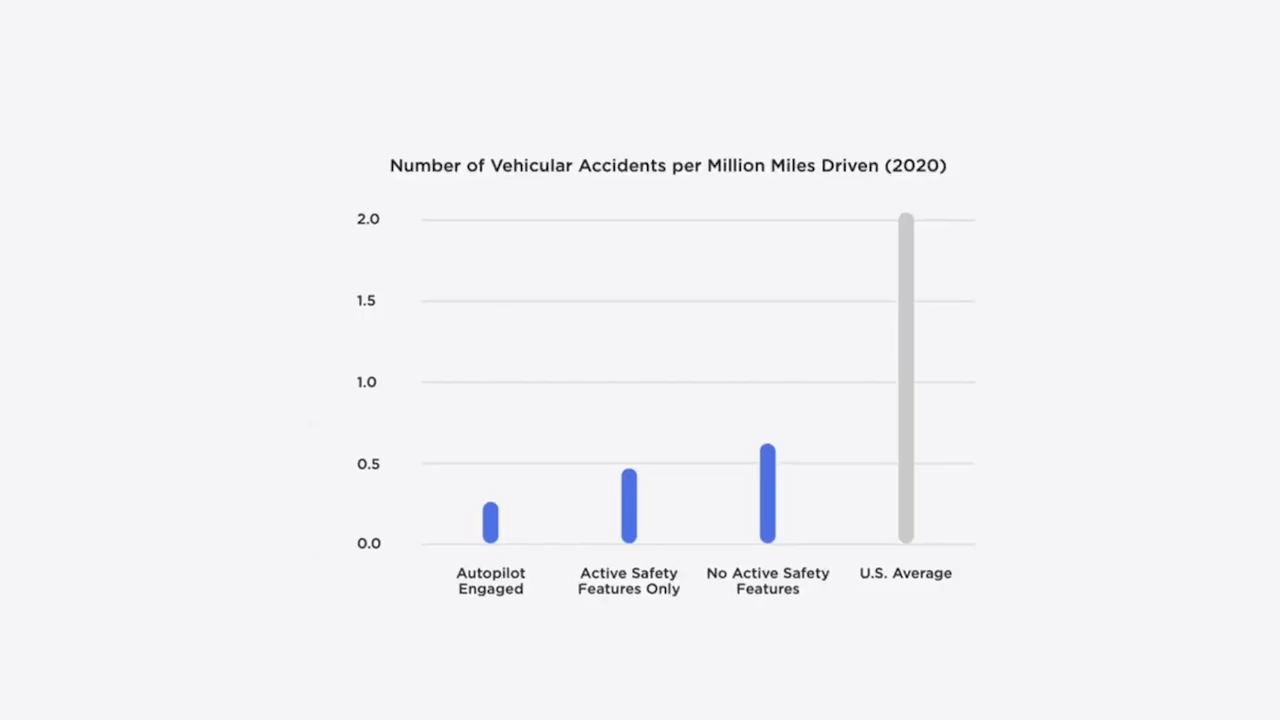 Number of Vehicular Accidents per Million Miles Driven (2020)
2.0
1.5
1.0
0.5
0.0
Autopilot
Engaged
Active Safety
Features Only
No Active Safety
Features
U.S. Average